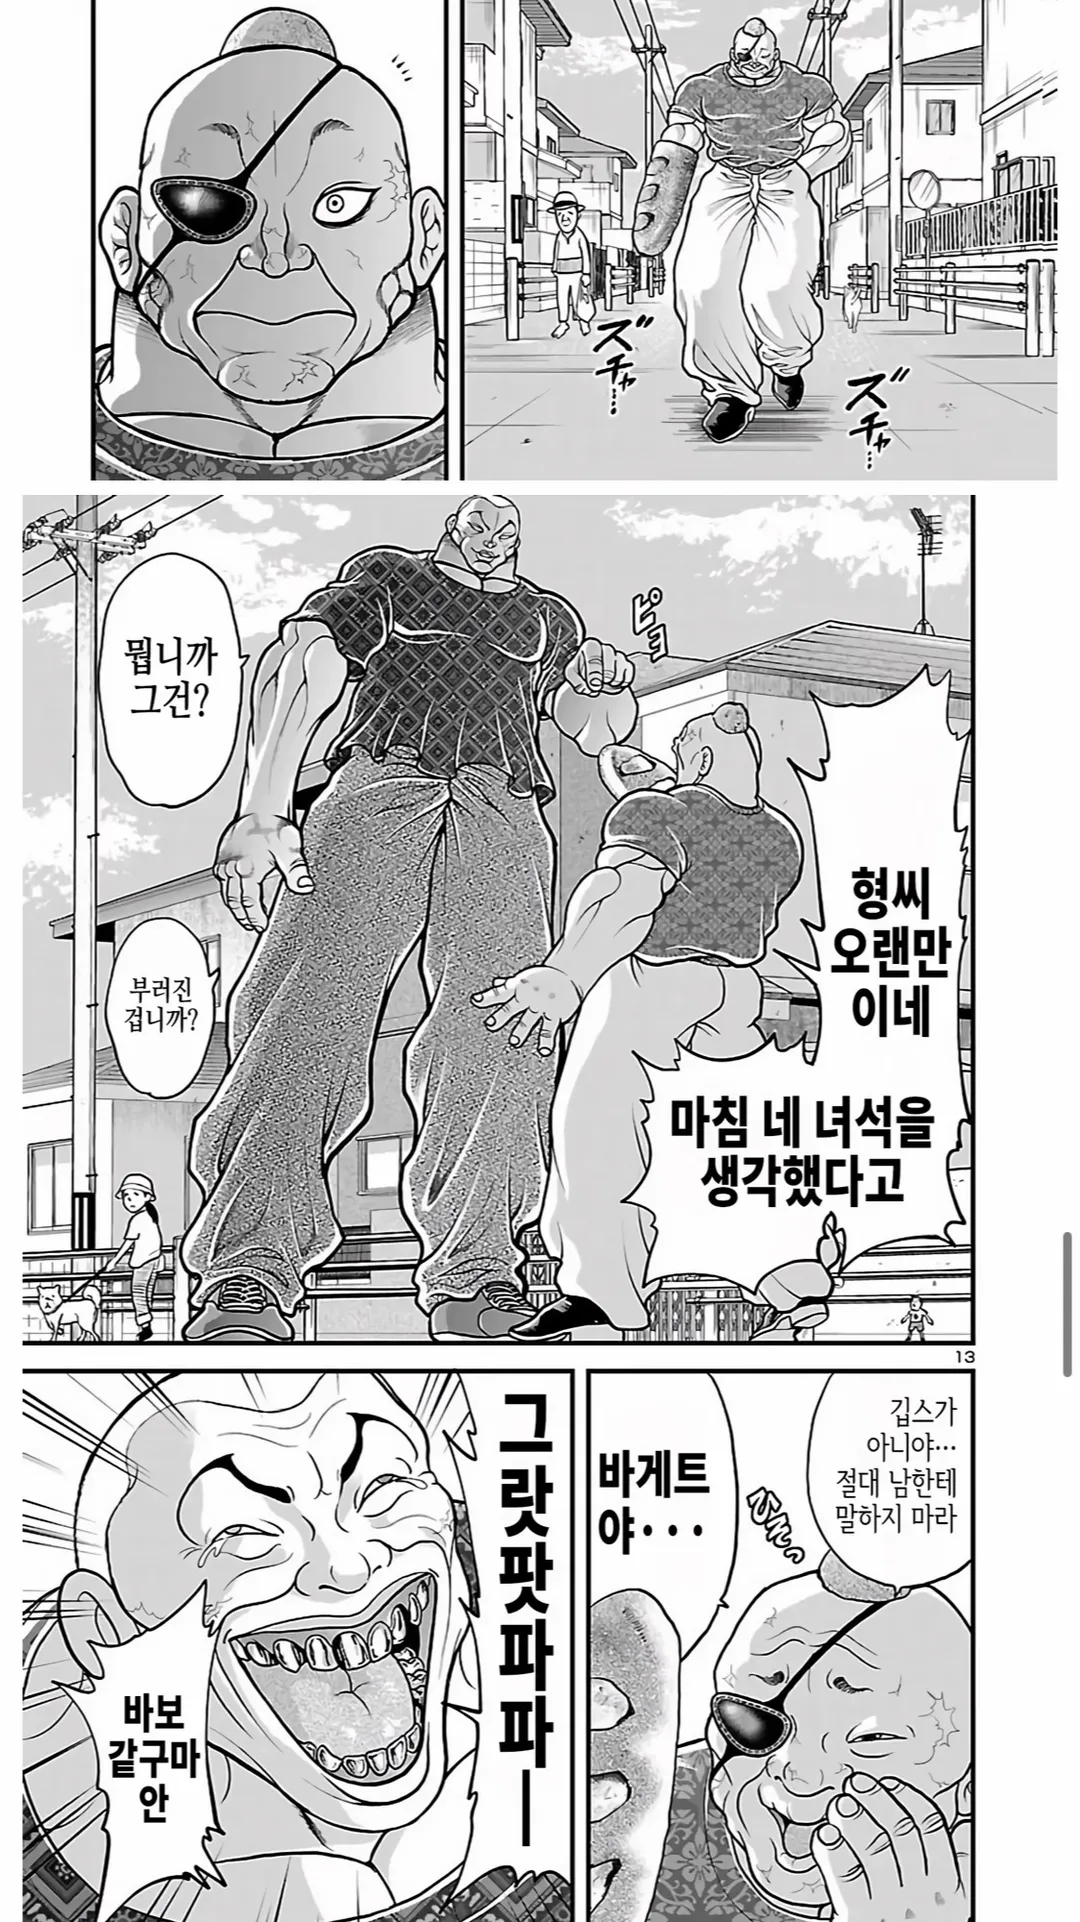 ズチャ…
ズチャ…
ピョ
형씨
오랜만
이네
마침 네 녀석을
생각했다고
뭡니까
그건?
부러진
겁니까?
13
깁스가
아니야…
절대 남한테
말하지 마라
바게트
야···
그랏팟파파ー
바보
같구마
안